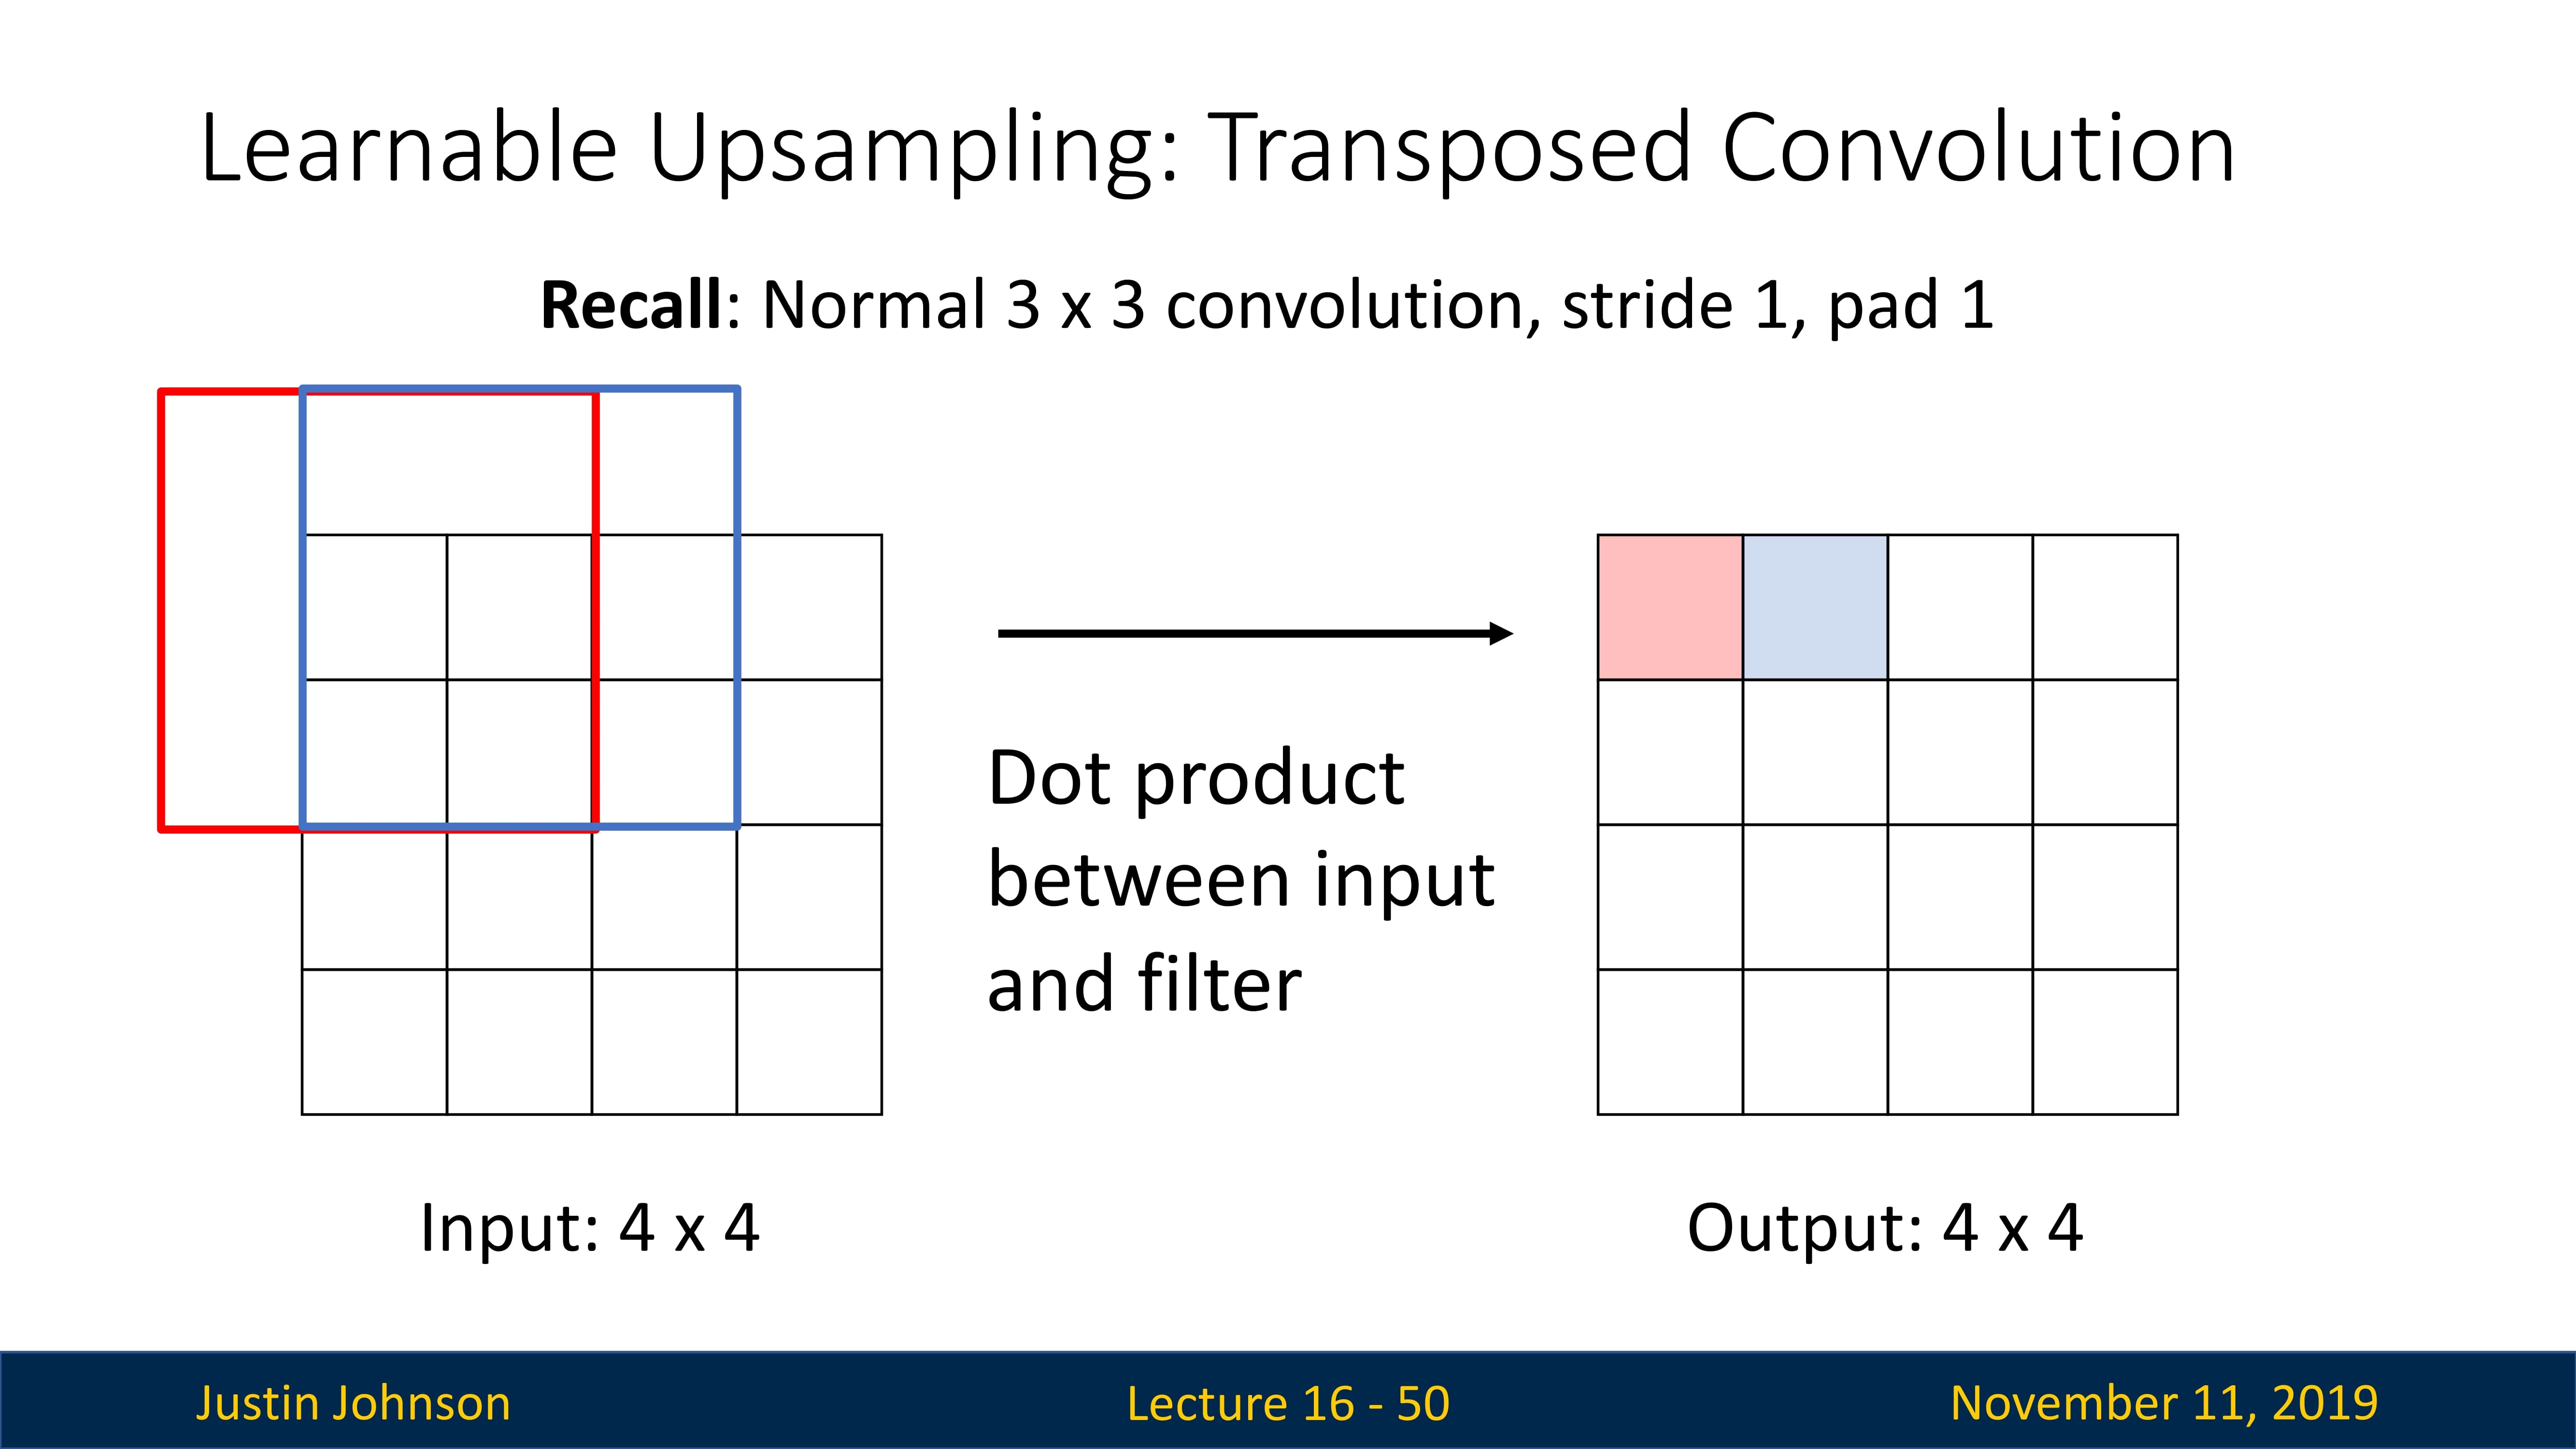 Learnable Upsampling: Transposed Convolution
Recall: Normal 3 x 3 convolution, stride 1, pad 1
Dot product
between input
and filter
Input: 4 x 4
Output: 4 x 4
Justin Johnson
Lecture 16 - 50
November 11, 2019